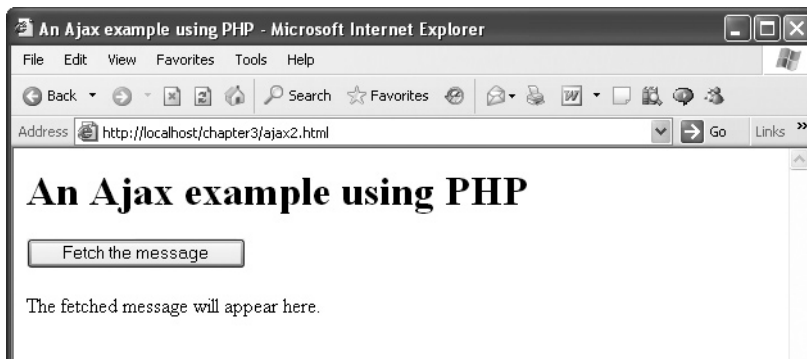 An Ajax example using PHP - Microsoft Internet Explorer
File Edit View Favorites Tools Help
Back Search Favorites W
Address http://localhost/chapter3/ajax2.html Go Links »
An Ajax example using PHP
Fetch the message
The fetched message will appear here.